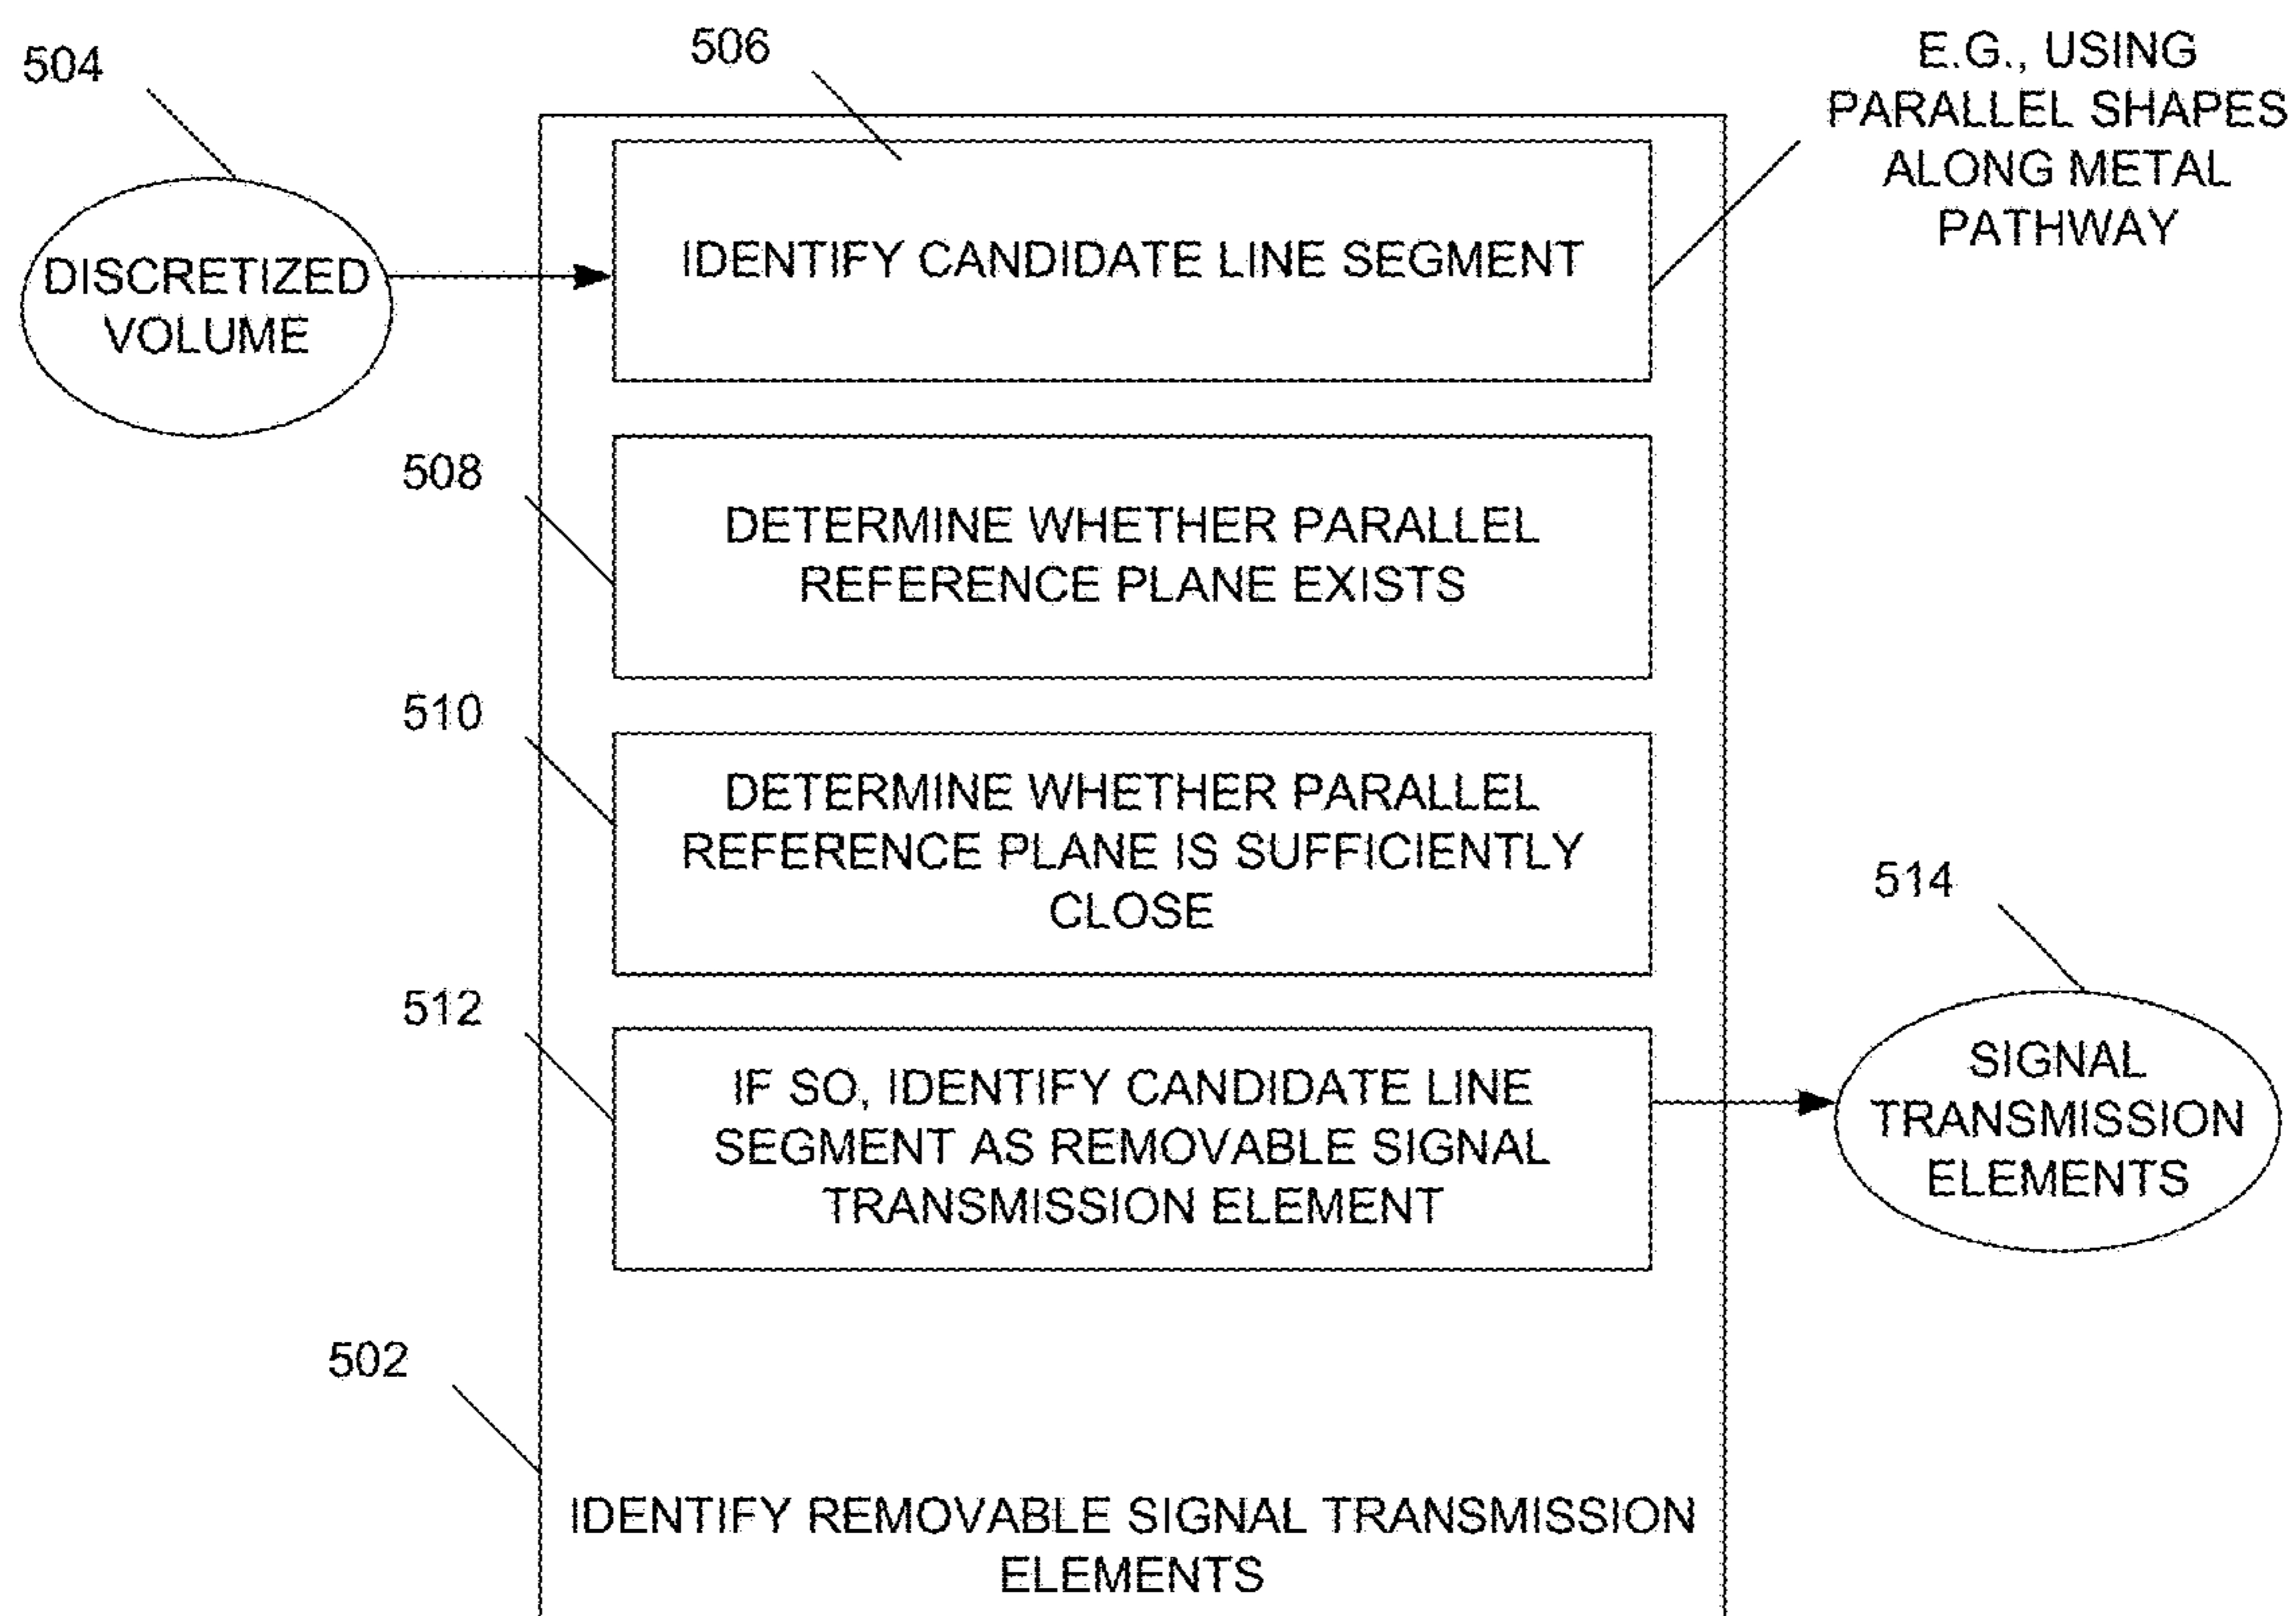 504
506
E.G., USING
PARALLEL SHAPES
ALONG METAL
PATHWAY
DISCRETIZED
VOLUME
IDENTIFY CANDIDATE LINE SEGMENT
508
DETERMINE WHETHER PARALLEL
REFERENCE PLANE EXISTS
510
DETERMINE WHETHER PARALLEL
REFERENCE PLANE IS SUFFICIENTLY
CLOSE
512
IF SO, IDENTIFY CANDIDATE LINE
SEGMENT AS REMOVABLE SIGNAL
TRANSMISSION ELEMENT
514
SIGNAL
TRANSMISSION
ELEMENTS
502
IDENTIFY REMOVABLE SIGNAL TRANSMISSION
ELEMENTS